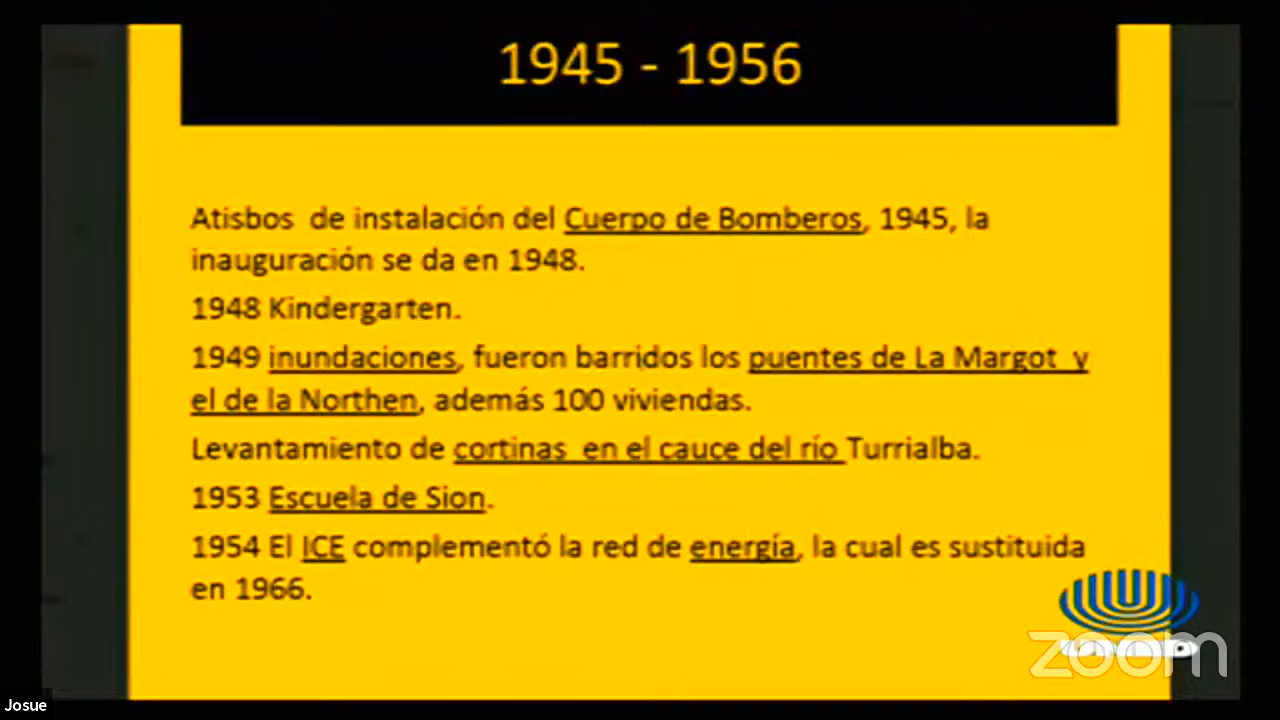 1945 - 1956
Atisbos de instalación del Cuerpo de Bomberos, 1945, la
inauguración se da en 1948.
1948 Kindergarten.
1949 inundaciones, fueron barridos los puentes de La Margot y
el de la Northen, además 100 viviendas.
Levantamiento de cortinas en el cauce del río Turrialba.
1953 Escuela de Sion.
1954 El ICE complementó la red de energía, la cual es sustituida
en 1966.
zoom
Josue